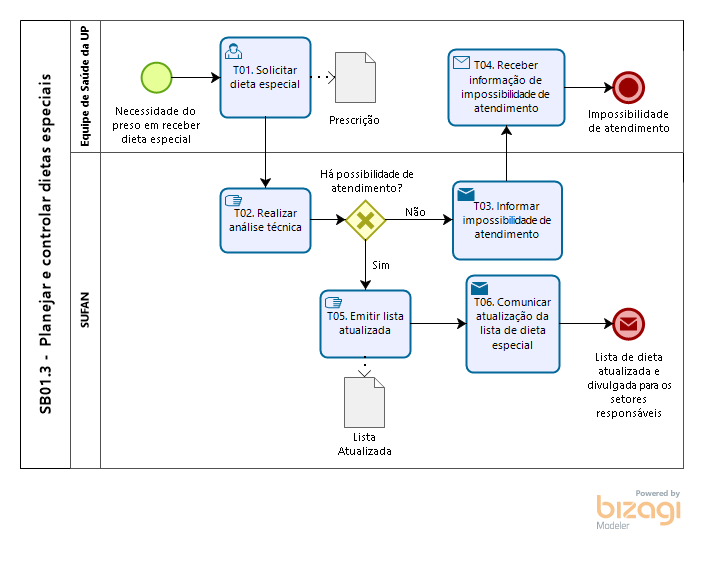 SB01.3 - Planejar e controlar dietas especiais
Equipe de Saúde da UP
Necessidade do
preso em receber
dieta especial
T01. Solicitar
dieta especial
Prescrição
T04. Receber
informação de
impossibilidade de
atendimento
Impossibilidade
de atendimento
SUFAN
T02. Realizar
análise técnica
Há possibilidade de
atendimento?
Não
Sim
T03. Informar
impossibilidade de
atendimento
T05. Emitir lista
atualizada
Lista
Atualizada
T06. Comunicar
atualização da
lista de dieta
especial
Lista de dieta
atualizada e
divulgada para os
setores
responsáveis
Powered by
bizagi
Modeler